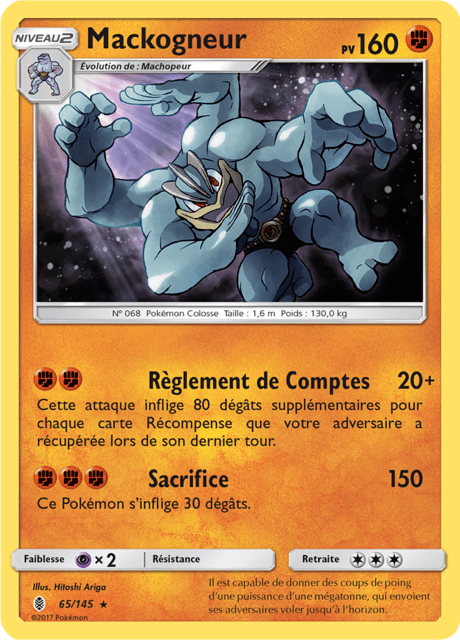 NIVEAU 2
Mackogneur
PV 160
Évolution de : Machopeur
N° 068 Pokémon Colosse Taille : 1,6 m Poids : 130,0 kg
Règlement de Comptes 20+
Cette attaque inflige 80 dégâts supplémentaires pour
chaque carte Récompense que votre adversaire a
récupérée lors de son dernier tour.
Sacrifice 150
Ce Pokémon s'inflige 30 dégâts.
Faiblesse × 2 Résistance Retraite
Illus. Hitoshi Ariga
65/145 ★
©2017 Pokémon
Il est capable de donner des coups de poing
d'une puissance d'une mégatonne, qui envoient
ses adversaires voler jusqu'à l'horizon.